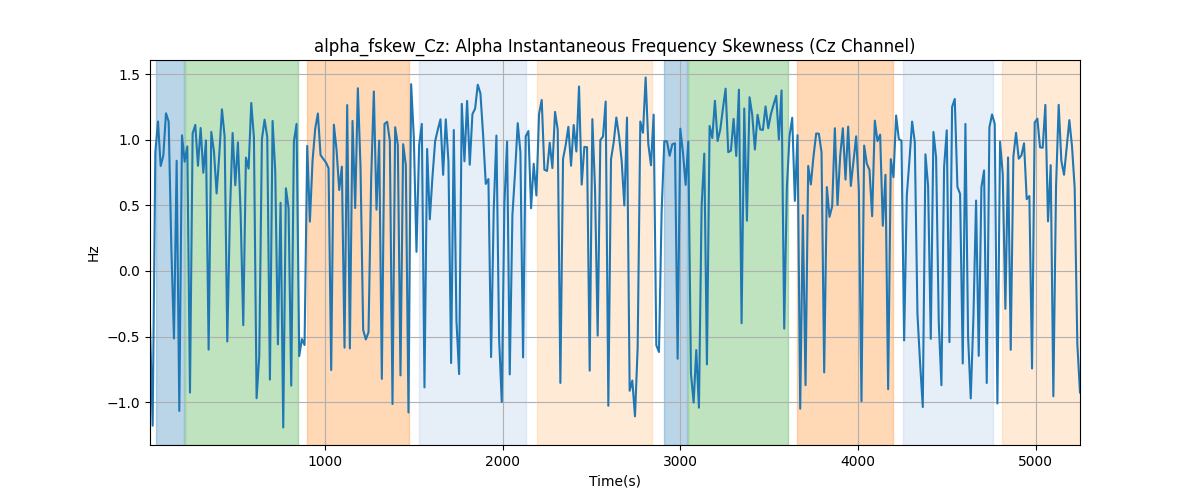 alpha_fskew_Cz: Alpha Instantaneous Frequency Skewness (Cz Channel)
1.5
1.0
0.5
0.0
−0.5
−1.0
Hz
1000 2000 3000 4000 5000
Time(s)